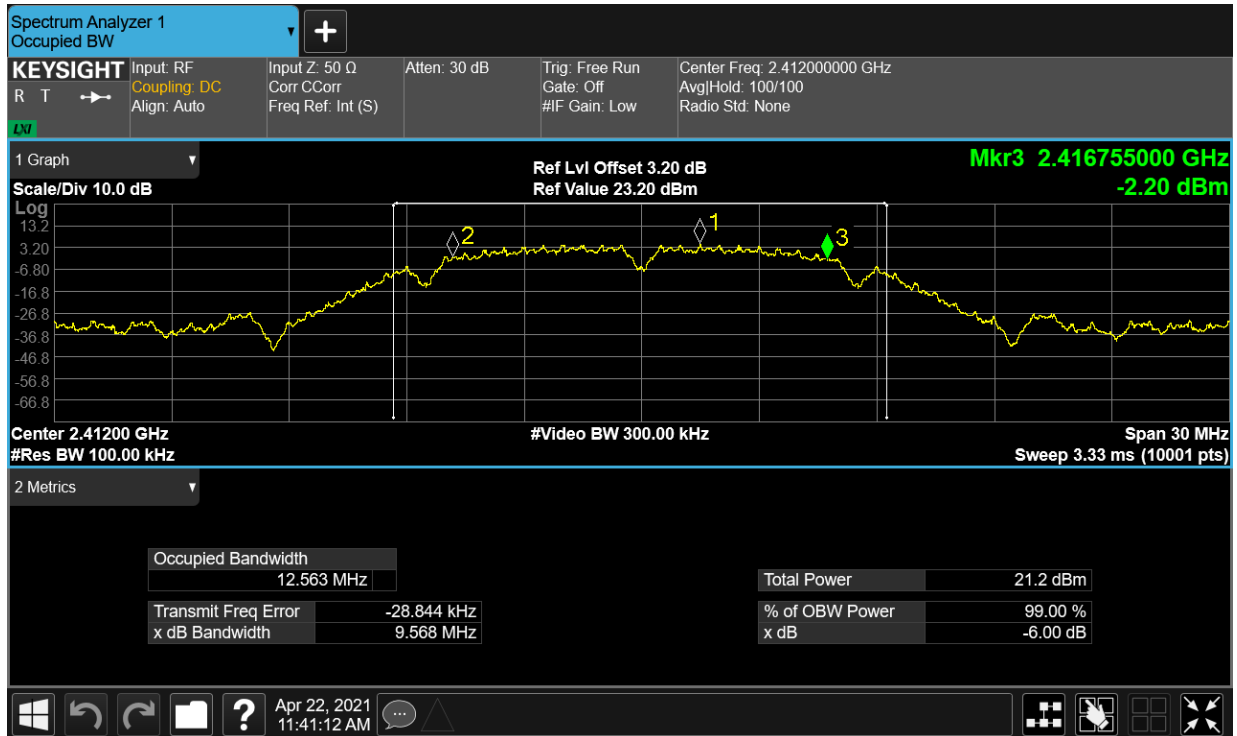 Spectrum Analyzer 1
Occupied BW
+
KEYSIGHT Input: RF Input Z: 50 Ω Atten: 30 dB Trig: Free Run Center Freq: 2.412000000 GHz
R T Coupling: DC Corr CCorr Gate: Off Avg|Hold: 100/100
Align: Auto Freq Ref: Int (S) #IF Gain: Low Radio Std: None
LXI
1 Graph Ref Lvl Offset 3.20 dB Mkr3 2.416755000 GHz
Scale/Div 10.0 dB Ref Value 23.20 dBm -2.20 dBm
Log
13.2
3.20
-6.80
-16.8
-26.8
-36.8
-46.8
-56.8
-66.8
2
1
3
Center 2.41200 GHz #Video BW 300.00 kHz Span 30 MHz
#Res BW 100.00 kHz Sweep 3.33 ms (10001 pts)
2 Metrics
Occupied Bandwidth
12.563 MHz Total Power 21.2 dBm
Transmit Freq Error -28.844 kHz % of OBW Power 99.00 %
x dB Bandwidth 9.568 MHz x dB -6.00 dB
? Apr 22, 2021
11:41:12 AM